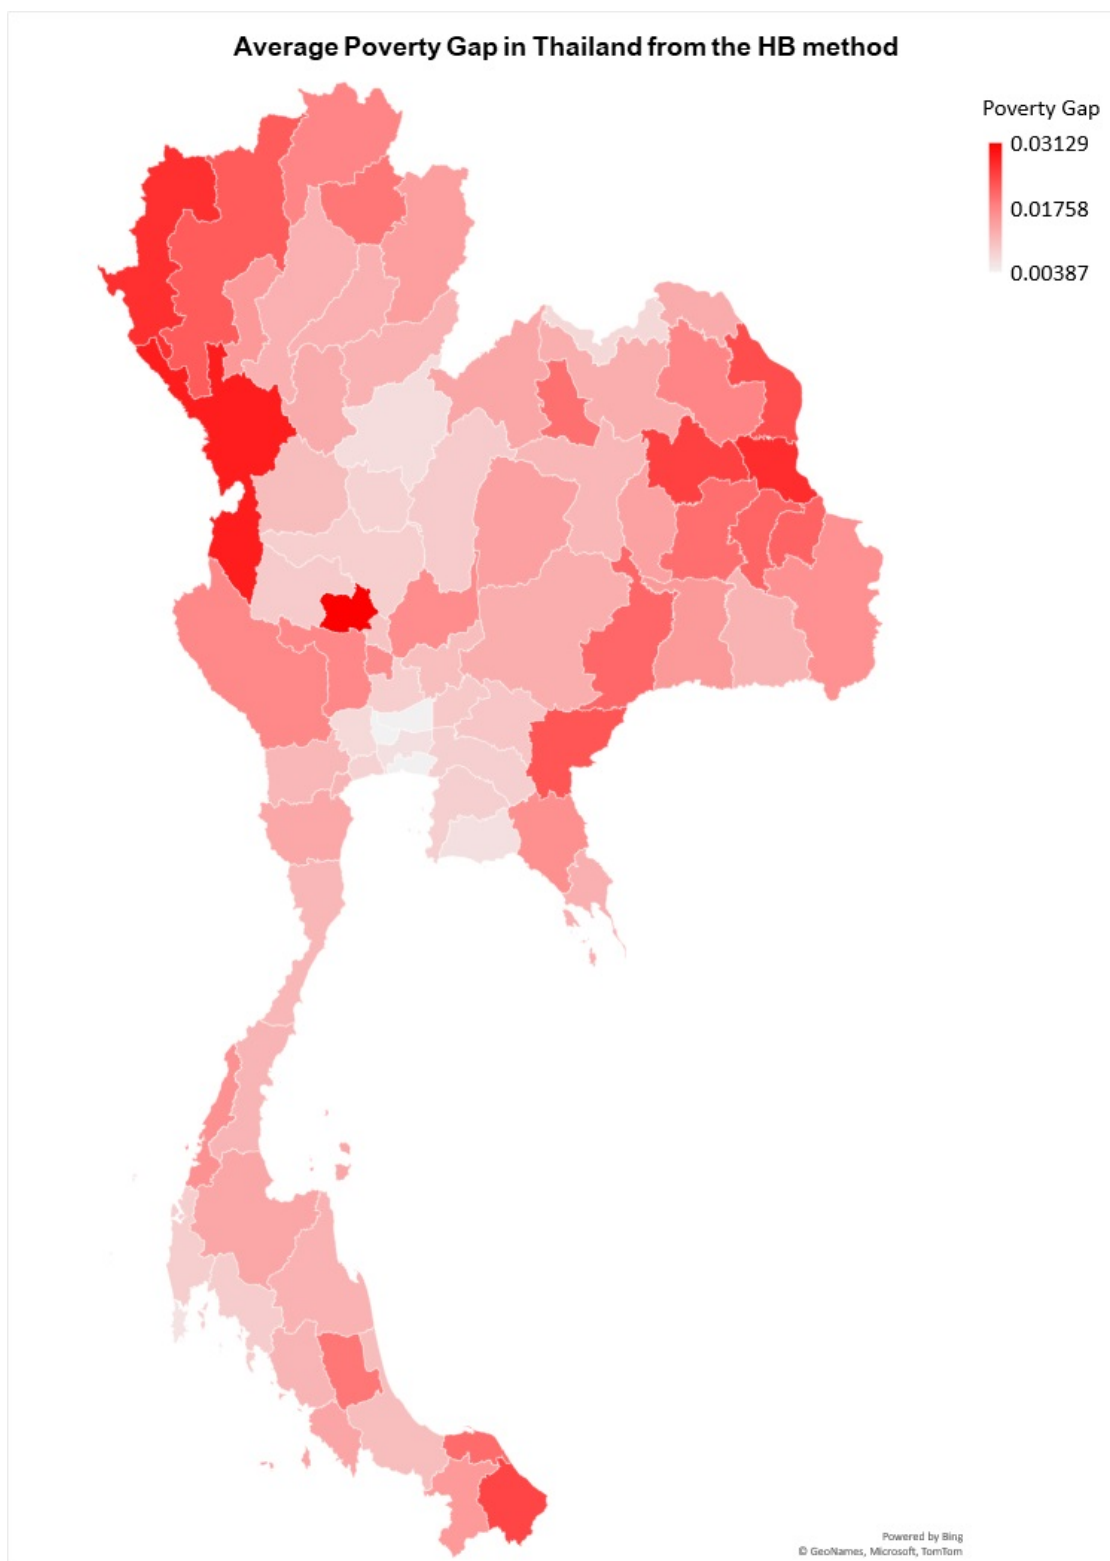 Average Poverty Gap in Thailand from the HB method
Poverty Gap
0.03129
0.01758
0.00387
Powered by Bing
© GeoNames, Microsoft, TomTom